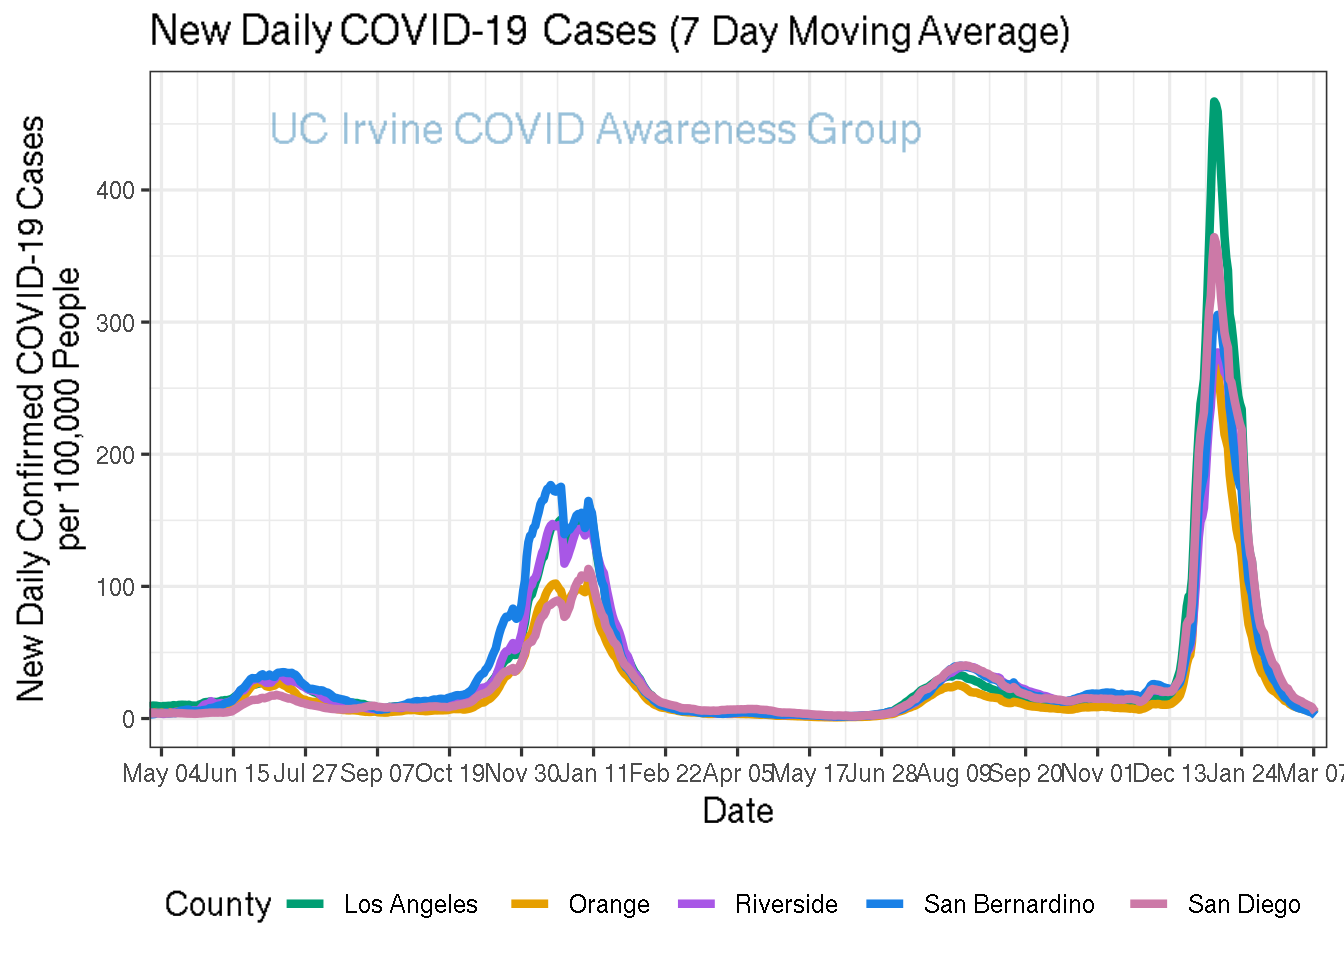 New Daily COVID-19 Cases (7 Day Moving Average)
UC Irvine COVID Awareness Group
New Daily Confirmed COVID-19 Cases
per 100,000 People
400
300
200
100
0
May 04 Jun 15 Jul 27 Sep 07 Oct 19 Nov 30 Jan 11 Feb 22 Apr 05 May 17 Jun 28 Aug 09 Sep 20 Nov 01 Dec 13 Jan 24 Mar 07
Date
County Los Angeles Orange Riverside San Bernardino San Diego